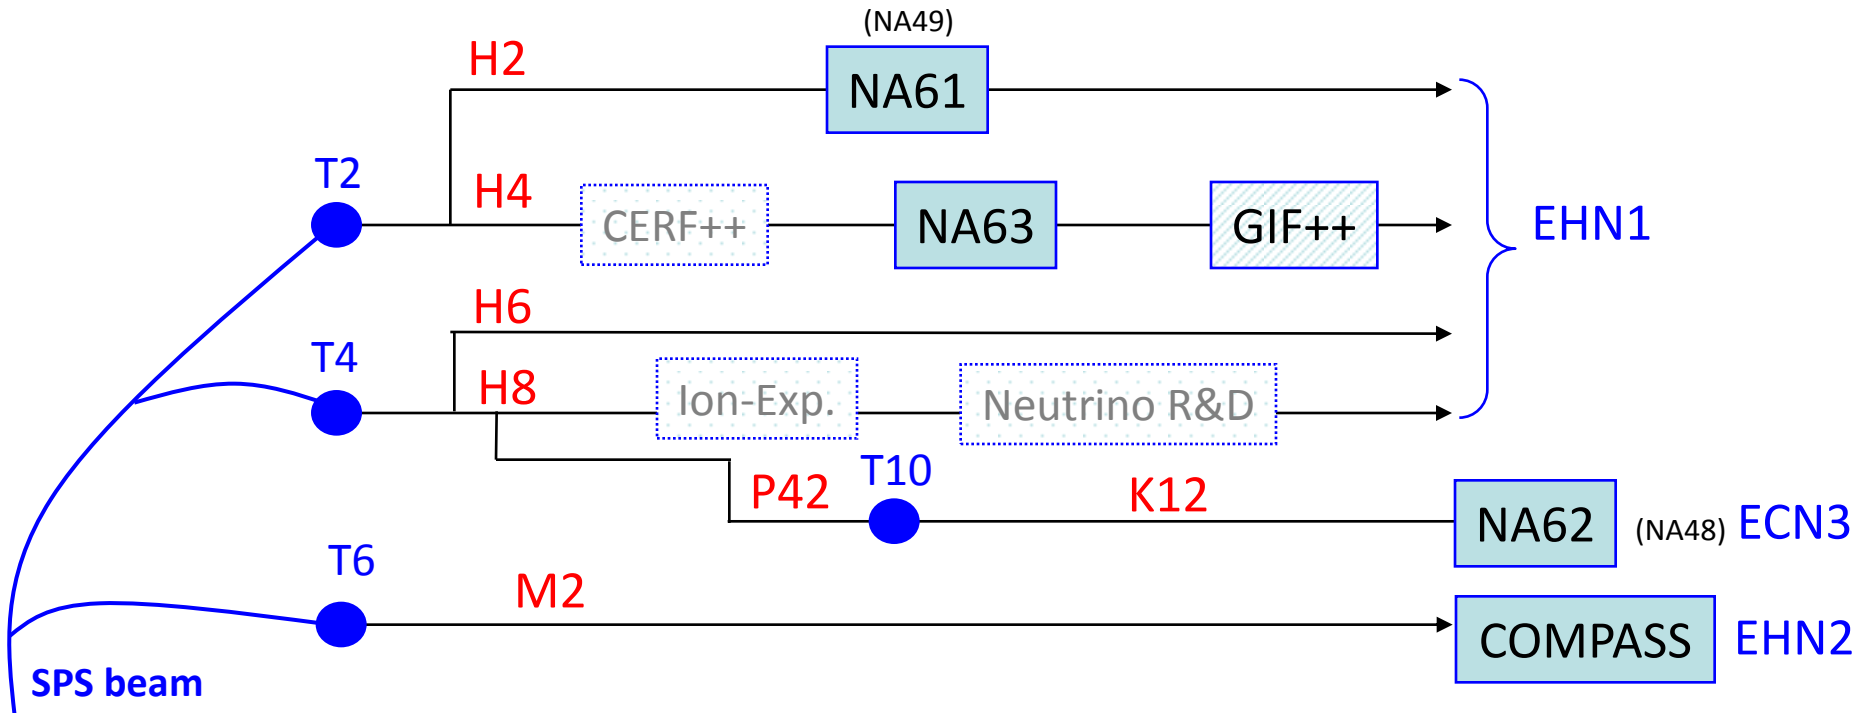 (NA49)
H2
NA61
T2
H4
CERF++
NA63
GIF++
EHN1
H6
T4
H8
Ion-Exp.
Neutrino R&D
P42
T10
K12
NA62
(NA48)
ECN3
T6
M2
COMPASS
EHN2
SPS beam